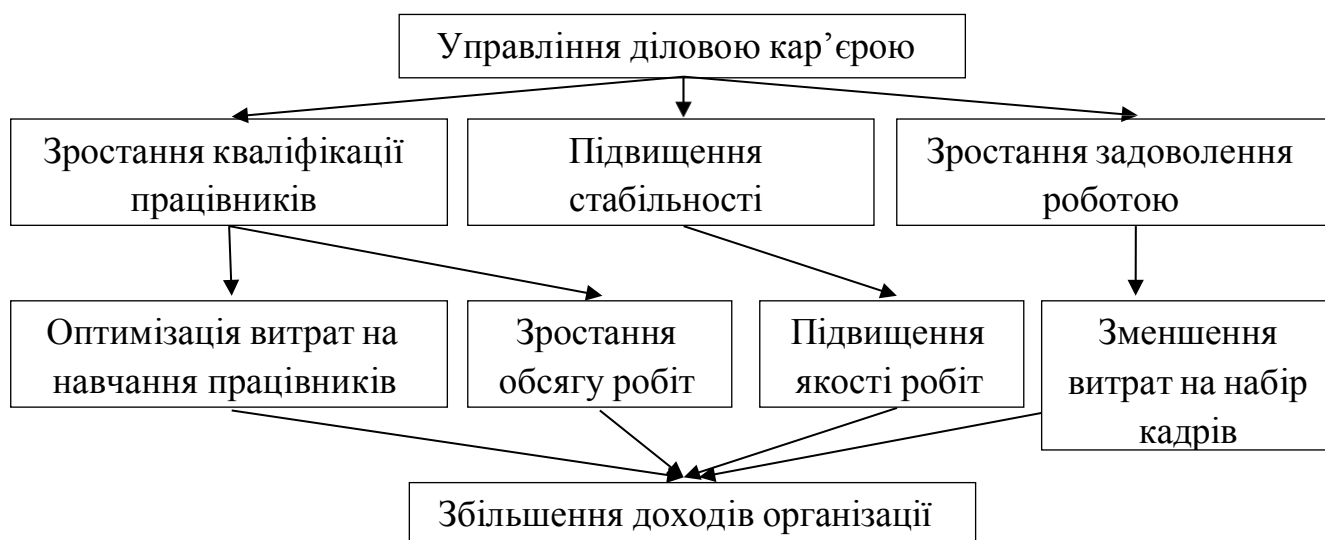 Управління діловою кар’єрою
Зростання кваліфікації
працівників
Підвищення
стабільності
Зростання задоволення
роботою
Оптимізація витрат на
навчання працівників
Зростання
обсягу робіт
Підвищення
якості робіт
Зменшення
витрат на набір
кадрів
Збільшення доходів організації